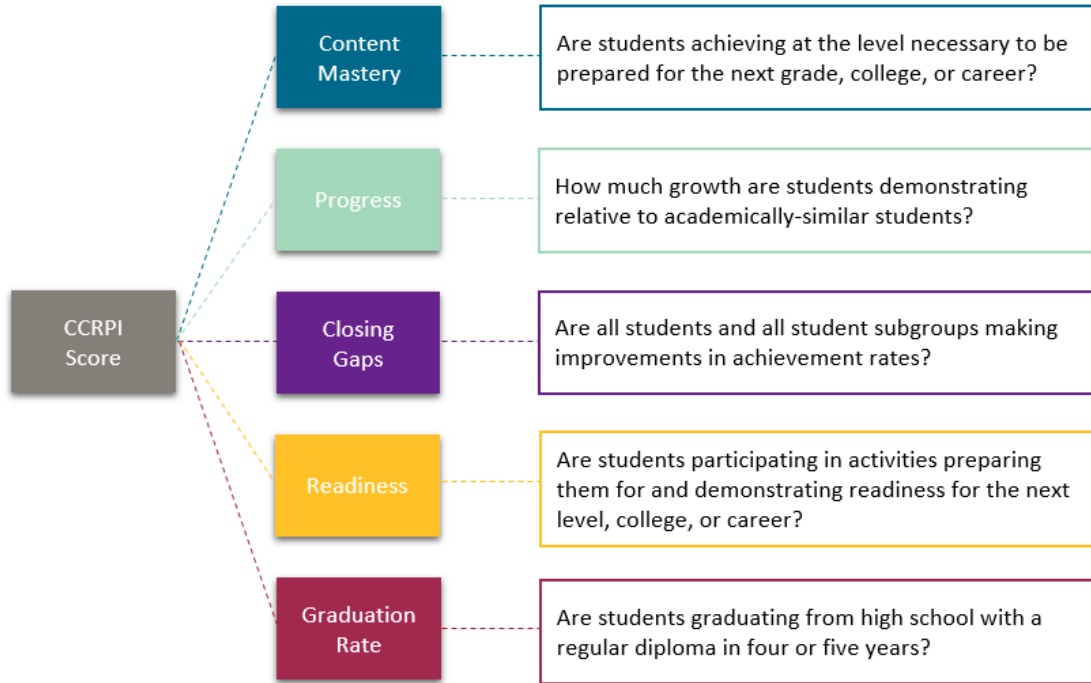 Content
Mastery
Are students achieving at the level necessary to be
prepared for the next grade, college, or career?
Progress
How much growth are students demonstrating
relative to academically-similar students?
CCRPI
Score
Closing
Gaps
Are all students and all student subgroups making
improvements in achievement rates?
Readiness
Are students participating in activities preparing
them for and demonstrating readiness for the next
level, college, or career?
Graduation
Rate
Are students graduating from high school with a
regular diploma in four or five years?